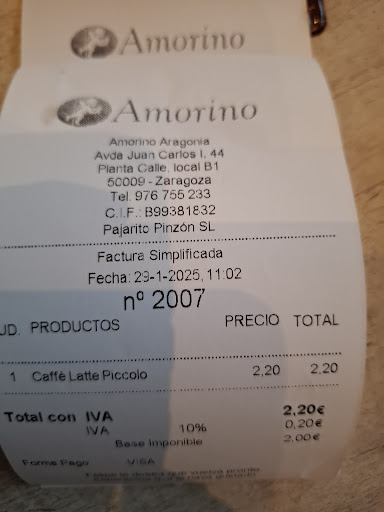 Amorino
Amorino
Amorino Aragonia
Avda Juan Carlos I, 44
Planta Calle, local B1
50009 - Zaragoza
Tel. 976 755 233
C.I.F.: B99381832
Pajarito Pinzón SL
Factura Simplificada
Fecha: 29-1-2025, 11:02
nº 2007
UD. PRODUCTOS PRECIO TOTAL
1 Caffè Latte Piccolo 2,20 2,20
Total con IVA 2,20€
IVA 10% 0,20€
Base Imponible 2,00€
Forma Pago VISA